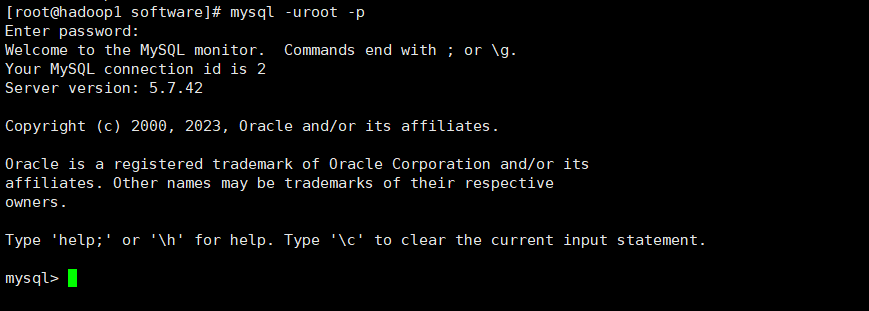 [root@hadoop1 software]# mysql -uroot -p
Enter password:
Welcome to the MySQL monitor.  Commands end with ; or \g.
Your MySQL connection id is 2
Server version: 5.7.42

Copyright (c) 2000, 2023, Oracle and/or its affiliates.

Oracle is a registered trademark of Oracle Corporation and/or its
affiliates. Other names may be trademarks of their respective
owners.

Type 'help;' or '\h' for help. Type '\c' to clear the current input statement.

mysql>